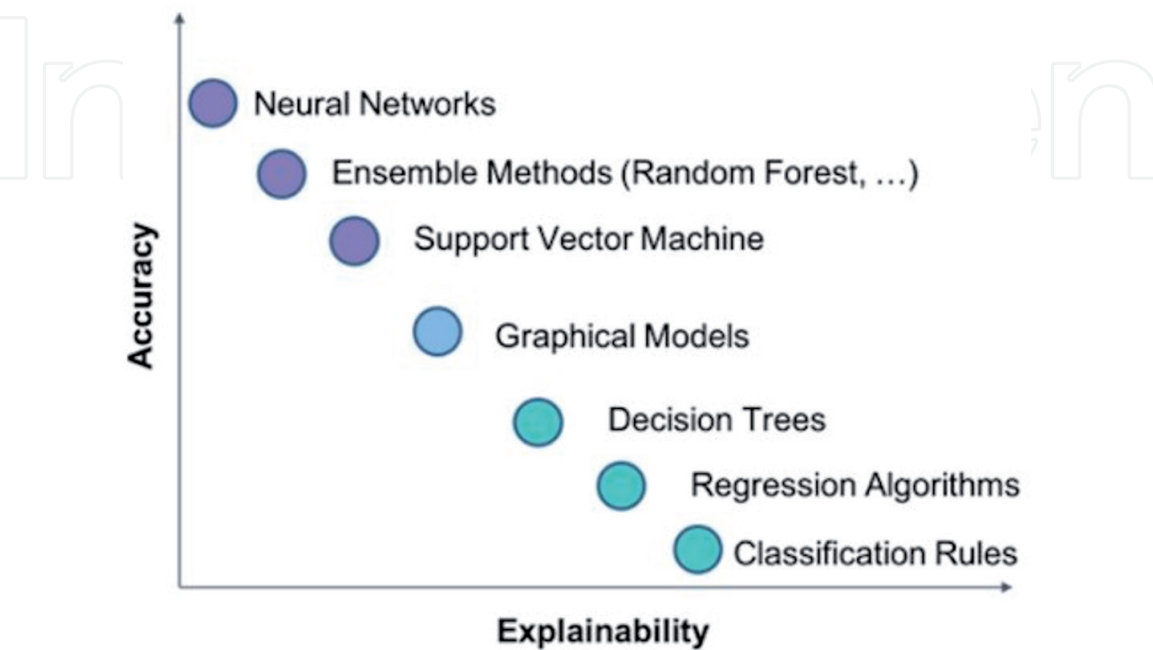 Neural Networks
Ensemble Methods (Random Forest, …)
Support Vector Machine
Graphical Models
Decision Trees
Regression Algorithms
Classification Rules
Accuracy
Explainability